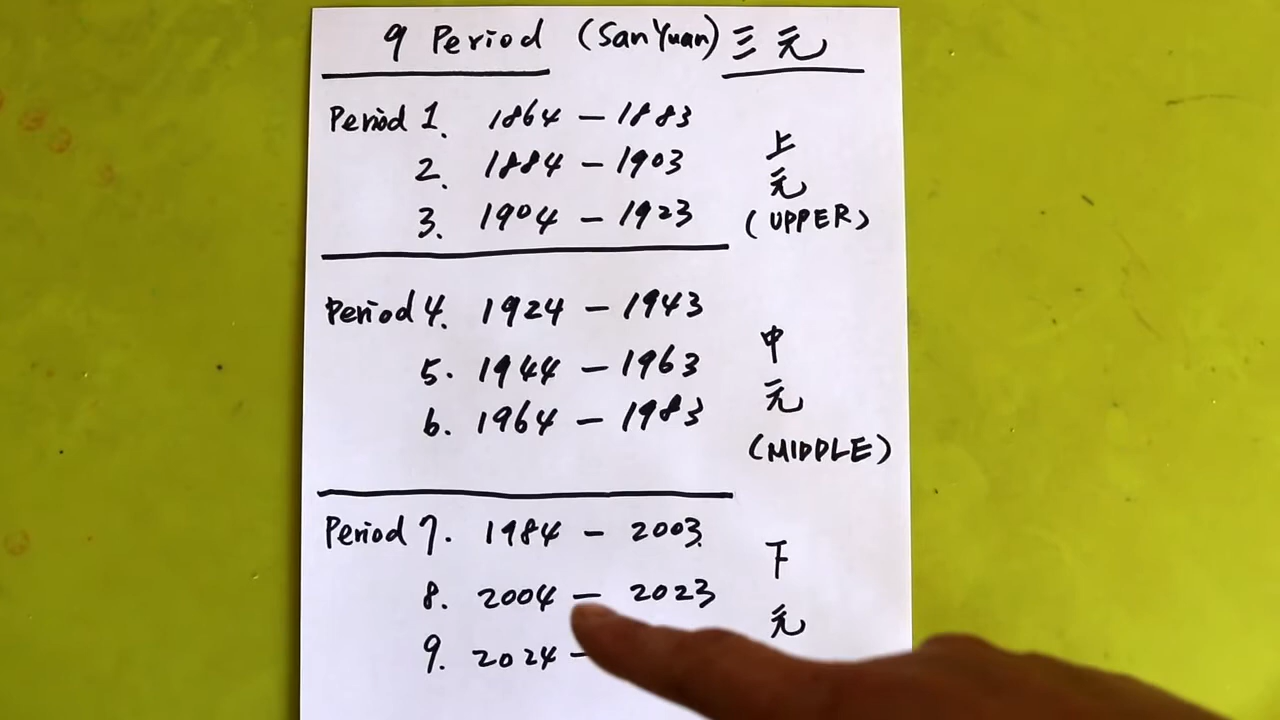 9 Period (San Yuan) 三元
Period 1. 1864 - 1883
2. 1884 - 1903
3. 1904 - 1923
上
元
(UPPER)
Period 4. 1924 - 1943
5. 1944 - 1963
6. 1964 - 1983
中
元
(MIDDLE)
Period 7. 1984 - 2003
8. 2004 - 2023
9. 2024 -
下
元